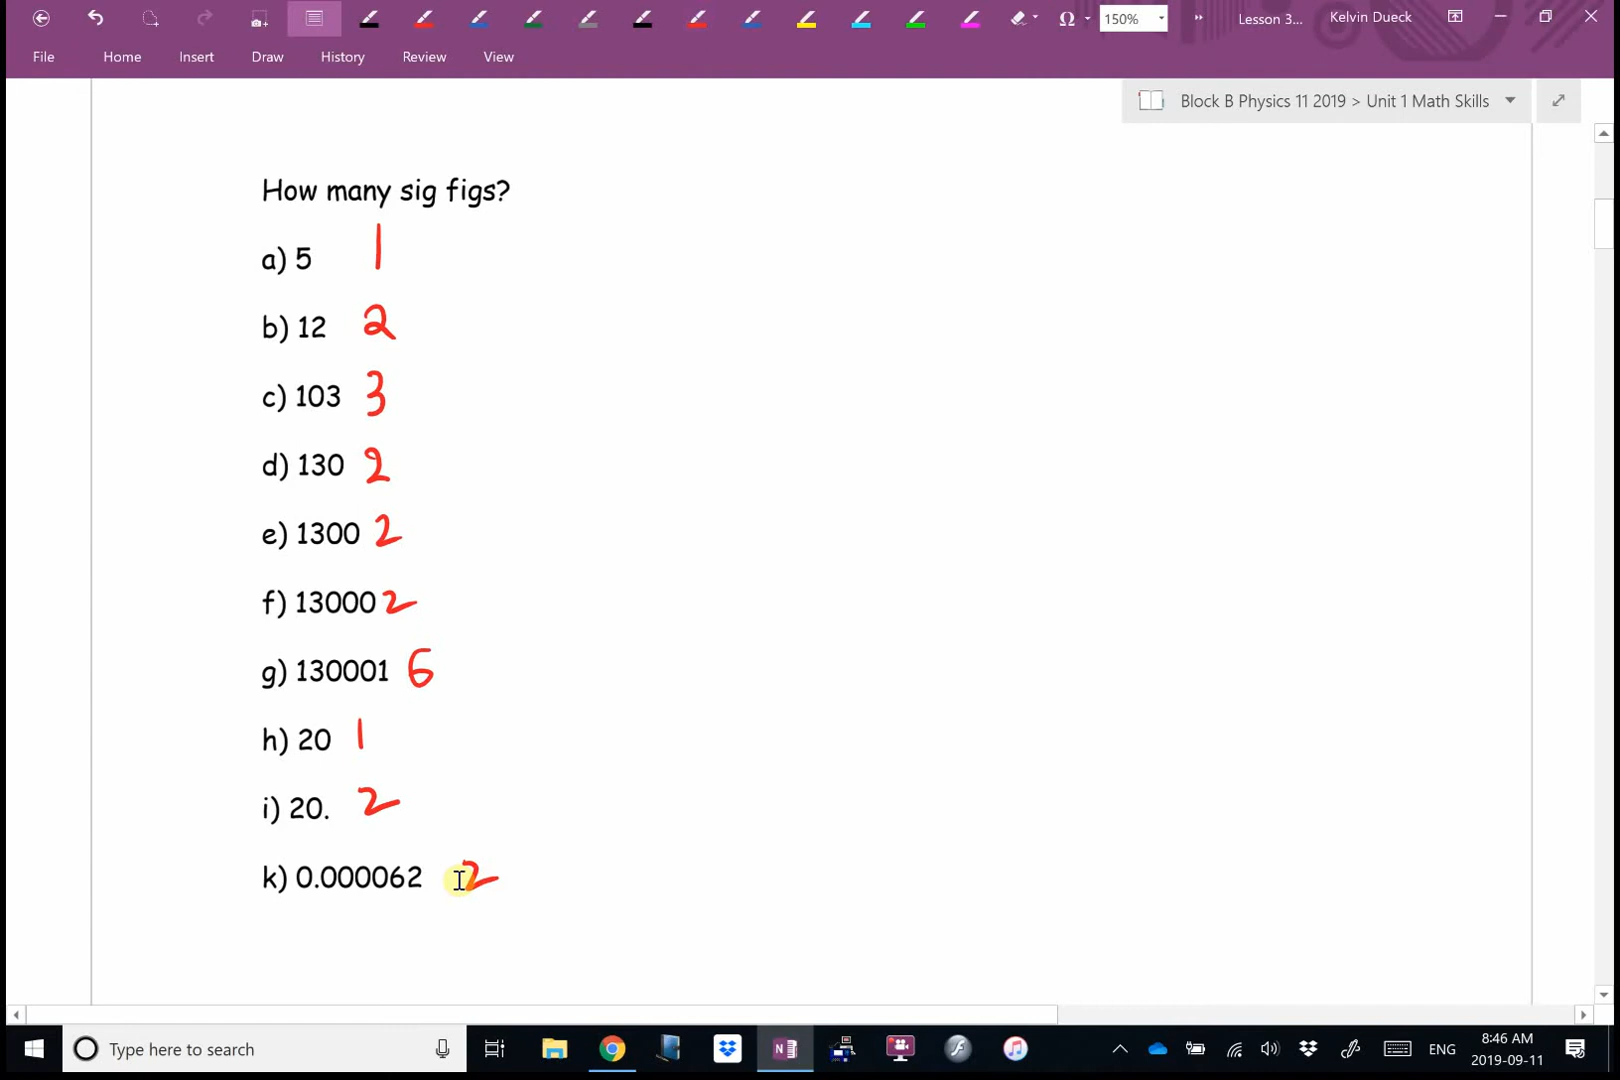 150%
Lesson 3...
Kelvin Dueck
File Home Insert Draw History Review View
Block B Physics 11 2019 > Unit 1 Math Skills
How many sig figs?
a) 5 1
b) 12 2
c) 103 3
d) 130 2
e) 1300 2
f) 13000 2
g) 130001 6
h) 20 1
i) 20. 2
k) 0.000062 2
Type here to search
ENG
8:46 AM
2019-09-11